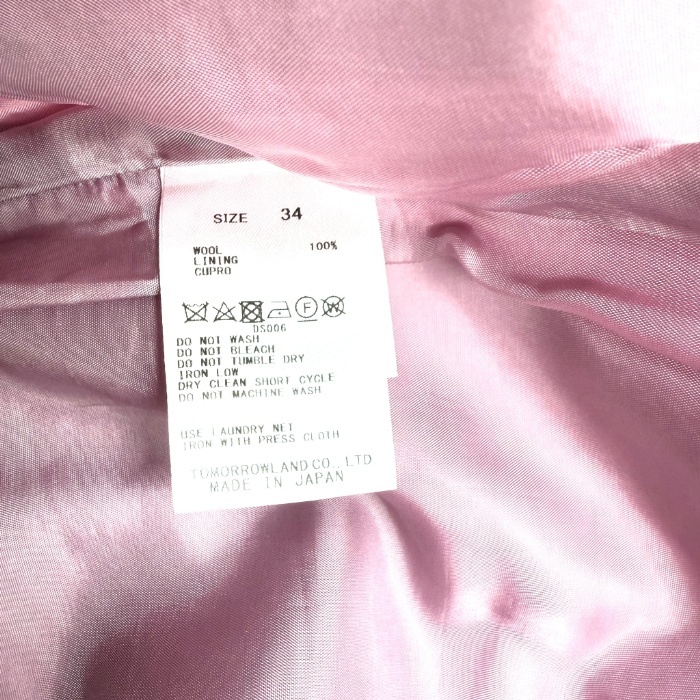 SIZE 34
WOOL 100%
LINING
CUPRO
F W
DS006
DO NOT WASH
DO NOT BLEACH
DO NOT TUMBLE DRY
IRON LOW
DRY CLEAN SHORT CYCLE
DO NOT MACHINE WASH
USE LAUNDRY NET
IRON WITH PRESS CLOTH
TOMORROWLAND CO., LTD
MADE IN JAPAN